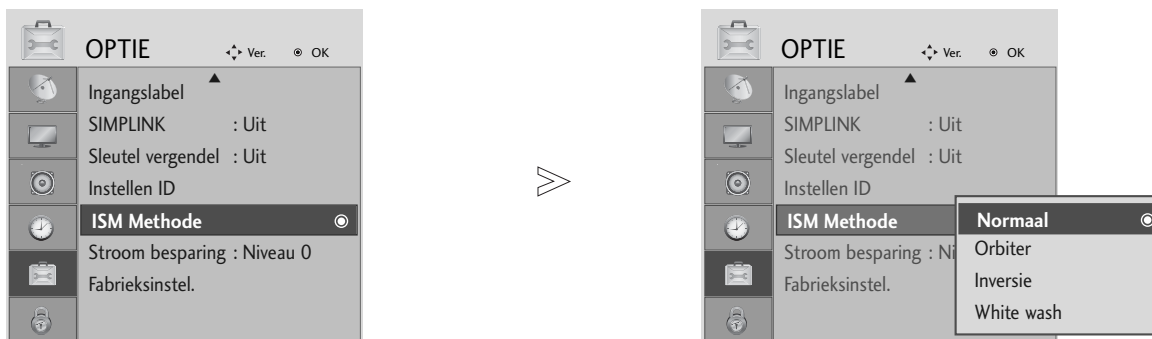 OPTIE Ver. OK
Ingangslabel
SIMPLINK : Uit
Sleutel vergendel : Uit
Instellen ID
ISM Methode
Stroom besparing : Niveau 0
Fabrieksinstel.
OPTIE Ver. OK
Ingangslabel
SIMPLINK : Uit
Sleutel vergendel : Uit
Instellen ID
ISM Methode
Stroom besparing : Ni
Fabrieksinstel.
Normaal
Orbiter
Inversie
White wash